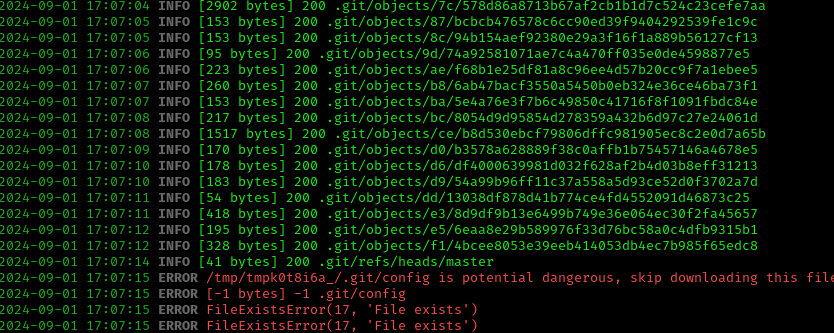 2024-09-01 17:07:04 INFO [2902 bytes] 200 .git/objects/7c/578d86a8713b67af2cb1b1d7c524c23cefe7aa
2024-09-01 17:07:05 INFO [153 bytes] 200 .git/objects/87/bcbcb476578c6cc90ed39f9404292539fe1c9c
2024-09-01 17:07:05 INFO [153 bytes] 200 .git/objects/8c/94b154aef92380e29a3f16f1a889b56127cf13
2024-09-01 17:07:06 INFO [95 bytes] 200 .git/objects/9d/74a92581071ae7c4a470ff035e0de4598877e5
2024-09-01 17:07:06 INFO [223 bytes] 200 .git/objects/ae/f68b1e25df81a8c96ee4d57b20cc9f7a1ebee5
2024-09-01 17:07:07 INFO [260 bytes] 200 .git/objects/b8/6ab47bacf3550a5450b0eb324e36ce46ba73f1
2024-09-01 17:07:07 INFO [153 bytes] 200 .git/objects/ba/5e4a76e3f7b6c49850c41716f8f1091fbdc84e
2024-09-01 17:07:08 INFO [217 bytes] 200 .git/objects/bc/8054d9d95854d278359a432b6d97c27e24061d
2024-09-01 17:07:08 INFO [1517 bytes] 200 .git/objects/ce/b8d530ebcf79806dffc981905ec8c2e0d7a65b
2024-09-01 17:07:09 INFO [170 bytes] 200 .git/objects/d0/b3578a628889f38c0affb1b75457146a4678e5
2024-09-01 17:07:10 INFO [178 bytes] 200 .git/objects/d6/df4000639981d032f628af2b4d03b8eff31213
2024-09-01 17:07:10 INFO [183 bytes] 200 .git/objects/d9/54a99b96ff11c37a558a5d93ce52d0f3702a7d
2024-09-01 17:07:11 INFO [54 bytes] 200 .git/objects/dd/13038df878d41b774ce4fd4552091d46873c25
2024-09-01 17:07:11 INFO [418 bytes] 200 .git/objects/e3/8d9df9b13e6499b749e36e064ec30f2fa45657
2024-09-01 17:07:12 INFO [195 bytes] 200 .git/objects/e5/6eaa8e29b589976f33d76bc58a0c4dfb9315b1
2024-09-01 17:07:12 INFO [328 bytes] 200 .git/objects/f1/4bcee8053e39eeb414053db4ec7b985f65edc8
2024-09-01 17:07:14 INFO [41 bytes] 200 .git/refs/heads/master
2024-09-01 17:07:15 ERROR /tmp/tmpk0t8i6a_/.git/config is potential dangerous, skip downloading this file
2024-09-01 17:07:15 ERROR [-1 bytes] -1 .git/config
2024-09-01 17:07:15 ERROR FileExistsError(17, 'File exists')
2024-09-01 17:07:15 ERROR FileExistsError(17, 'File exists')